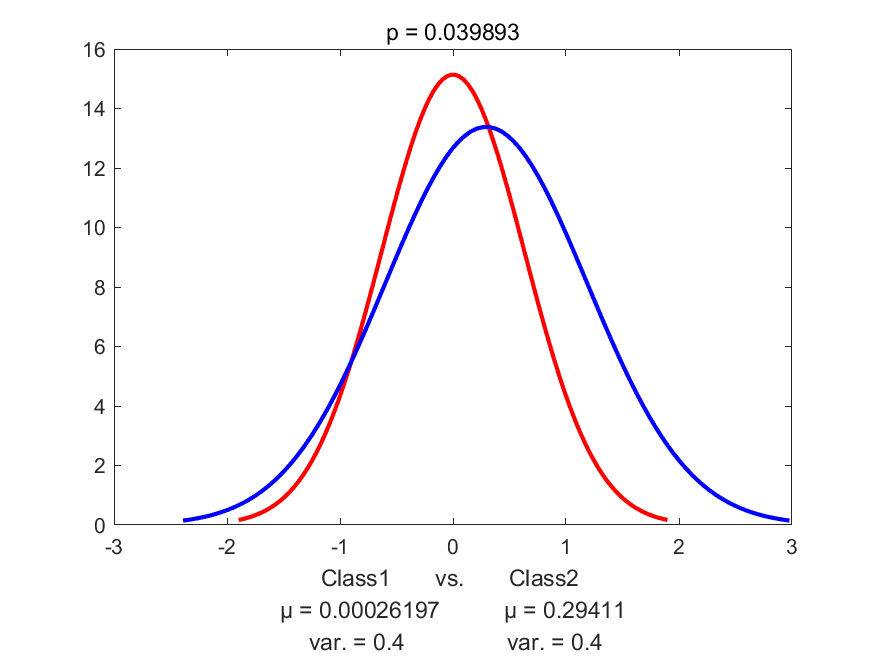 p = 0.039893
16
14
12
10
8
6
4
2
0
-3 -2 -1 0 1 2 3
Class1 vs. Class2
μ = 0.00026197 μ = 0.29411
var. = 0.4 var. = 0.4